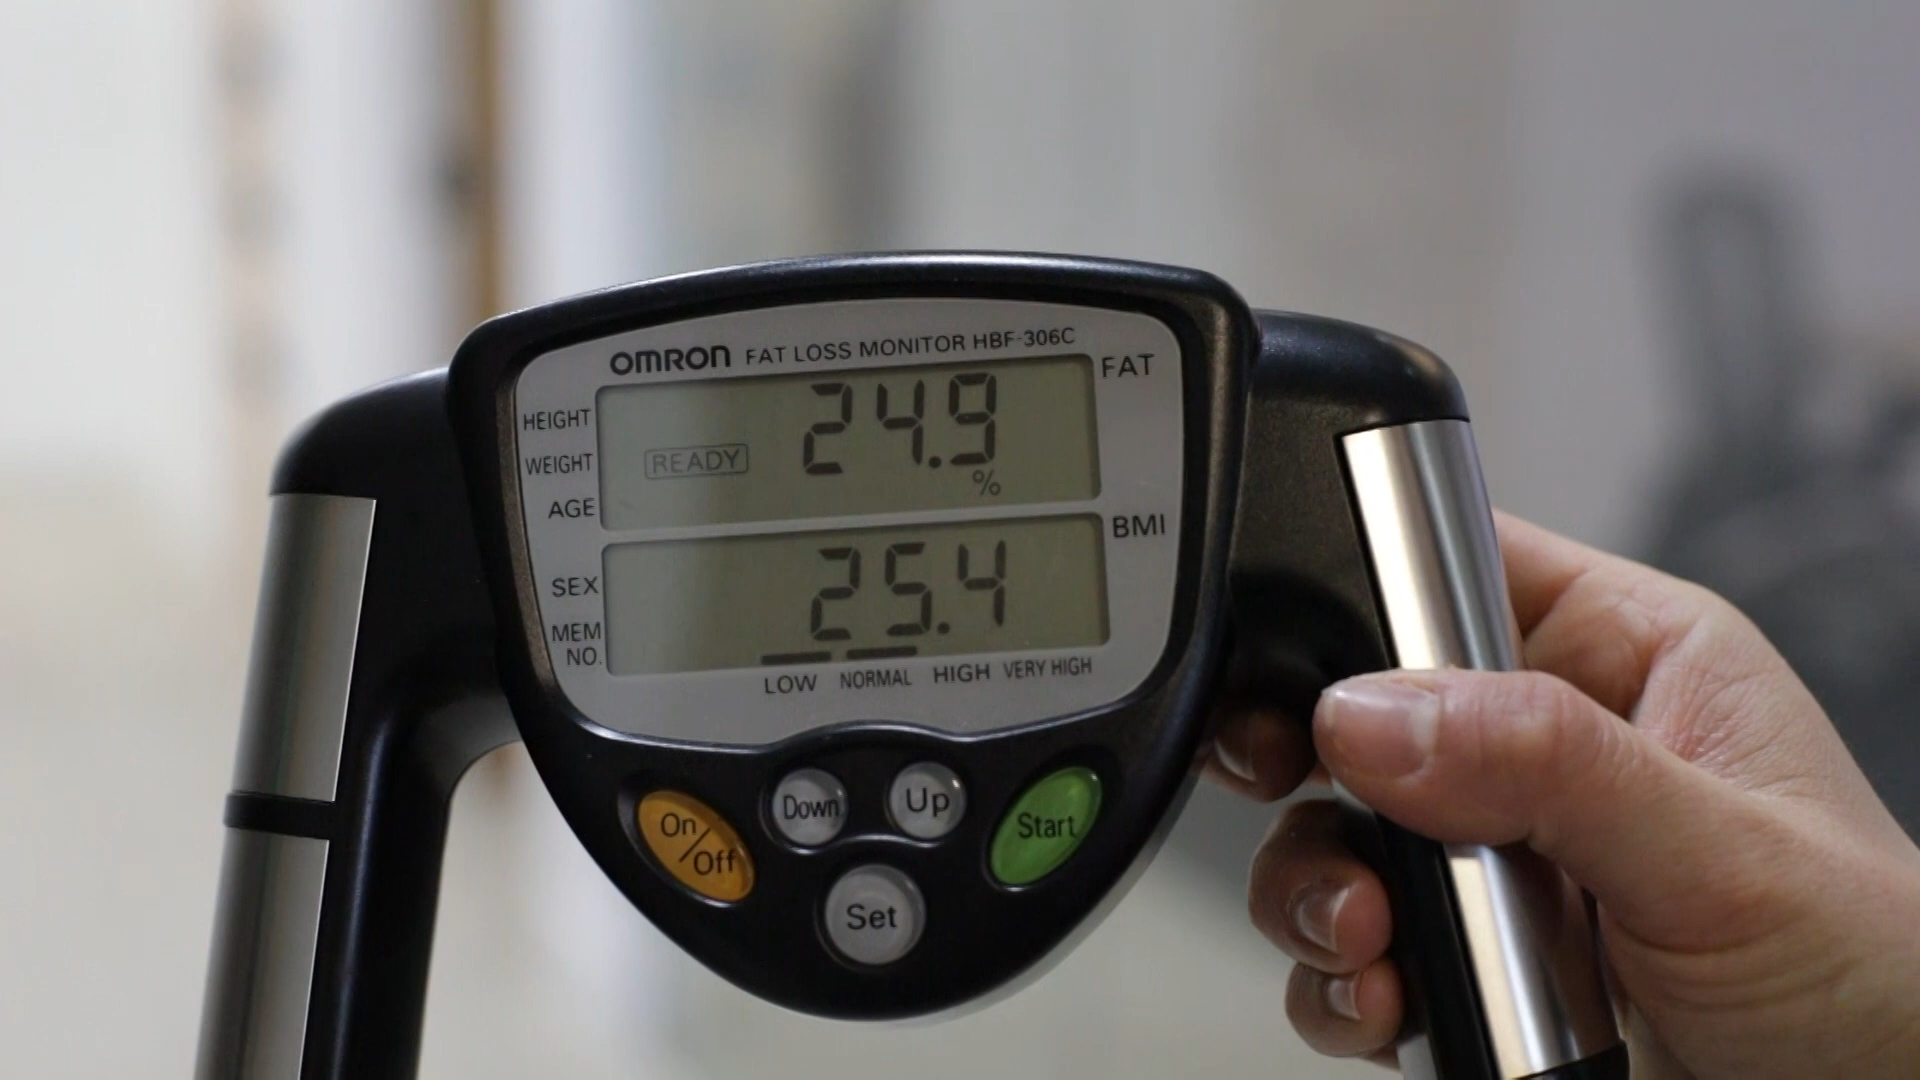 OMRON FAT LOSS MONITOR HBF-306C
FAT
HEIGHT
WEIGHT
AGE
READY
24.9
%
BMI
SEX
MEM
NO.
25.4
LOW NORMAL HIGH VERY HIGH
On/Off
Down
Up
Start
Set